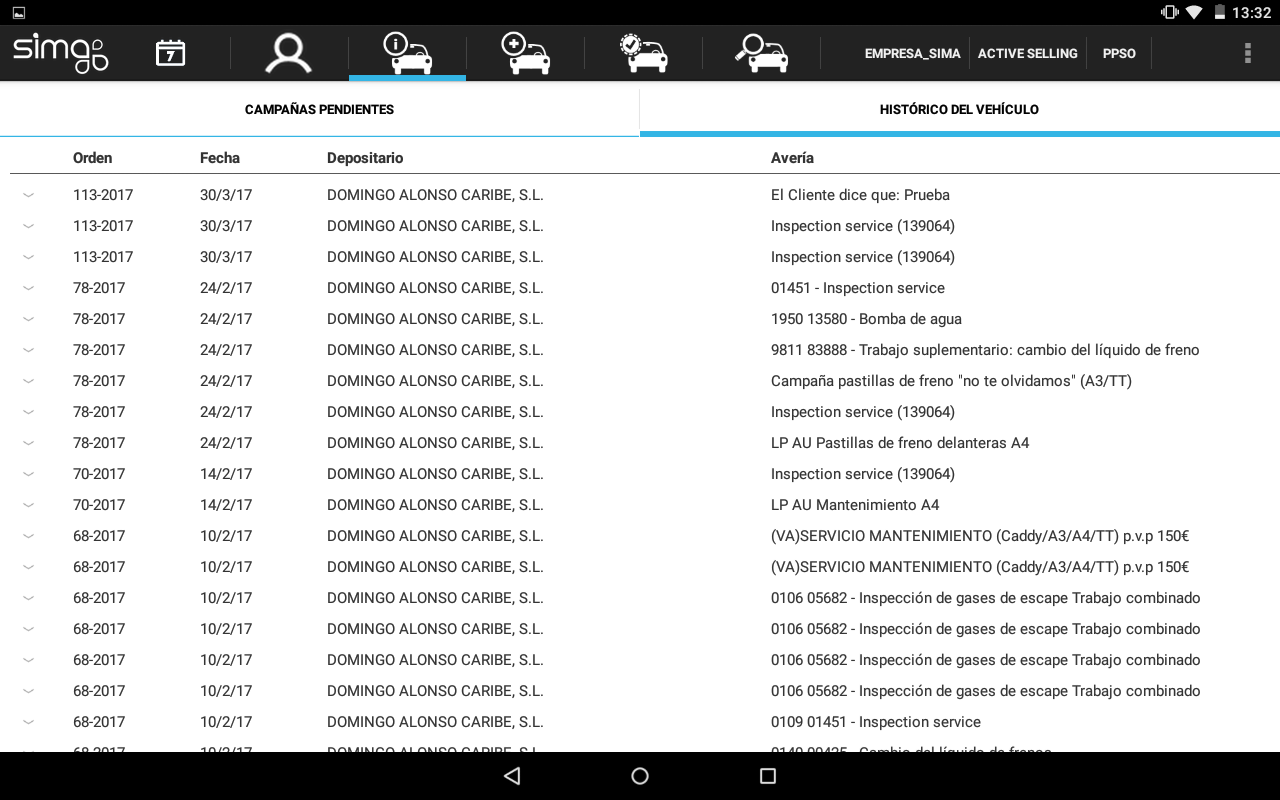 13:32
simagb
7
EMPRESA_SIMA ACTIVE SELLING PPSO
CAMPAÑAS PENDIENTES HISTÓRICO DEL VEHÍCULO
Orden Fecha Depositario Avería
113-2017 30/3/17 DOMINGO ALONSO CARIBE, S.L. El Cliente dice que: Prueba
113-2017 30/3/17 DOMINGO ALONSO CARIBE, S.L. Inspection service (139064)
113-2017 30/3/17 DOMINGO ALONSO CARIBE, S.L. Inspection service (139064)
78-2017 24/2/17 DOMINGO ALONSO CARIBE, S.L. 01451 - Inspection service
78-2017 24/2/17 DOMINGO ALONSO CARIBE, S.L. 1950 13580 - Bomba de agua
78-2017 24/2/17 DOMINGO ALONSO CARIBE, S.L. 9811 83888 - Trabajo suplementario: cambio del líquido de freno
78-2017 24/2/17 DOMINGO ALONSO CARIBE, S.L. Campaña pastillas de freno "no te olvidamos" (A3/TT)
78-2017 24/2/17 DOMINGO ALONSO CARIBE, S.L. Inspection service (139064)
78-2017 24/2/17 DOMINGO ALONSO CARIBE, S.L. LP AU Pastillas de freno delanteras A4
70-2017 14/2/17 DOMINGO ALONSO CARIBE, S.L. Inspection service (139064)
70-2017 14/2/17 DOMINGO ALONSO CARIBE, S.L. LP AU Mantenimiento A4
68-2017 10/2/17 DOMINGO ALONSO CARIBE, S.L. (VA)SERVICIO MANTENIMIENTO (Caddy/A3/A4/TT) p.v.p 150€
68-2017 10/2/17 DOMINGO ALONSO CARIBE, S.L. (VA)SERVICIO MANTENIMIENTO (Caddy/A3/A4/TT) p.v.p 150€
68-2017 10/2/17 DOMINGO ALONSO CARIBE, S.L. 0106 05682 - Inspección de gases de escape Trabajo combinado
68-2017 10/2/17 DOMINGO ALONSO CARIBE, S.L. 0106 05682 - Inspección de gases de escape Trabajo combinado
68-2017 10/2/17 DOMINGO ALONSO CARIBE, S.L. 0106 05682 - Inspección de gases de escape Trabajo combinado
68-2017 10/2/17 DOMINGO ALONSO CARIBE, S.L. 0106 05682 - Inspección de gases de escape Trabajo combinado
68-2017 10/2/17 DOMINGO ALONSO CARIBE, S.L. 0109 01451 - Inspection service
68-2017 10/2/17 DOMINGO ALONSO CARIBE, S.L. Cambio del líquido de frenos